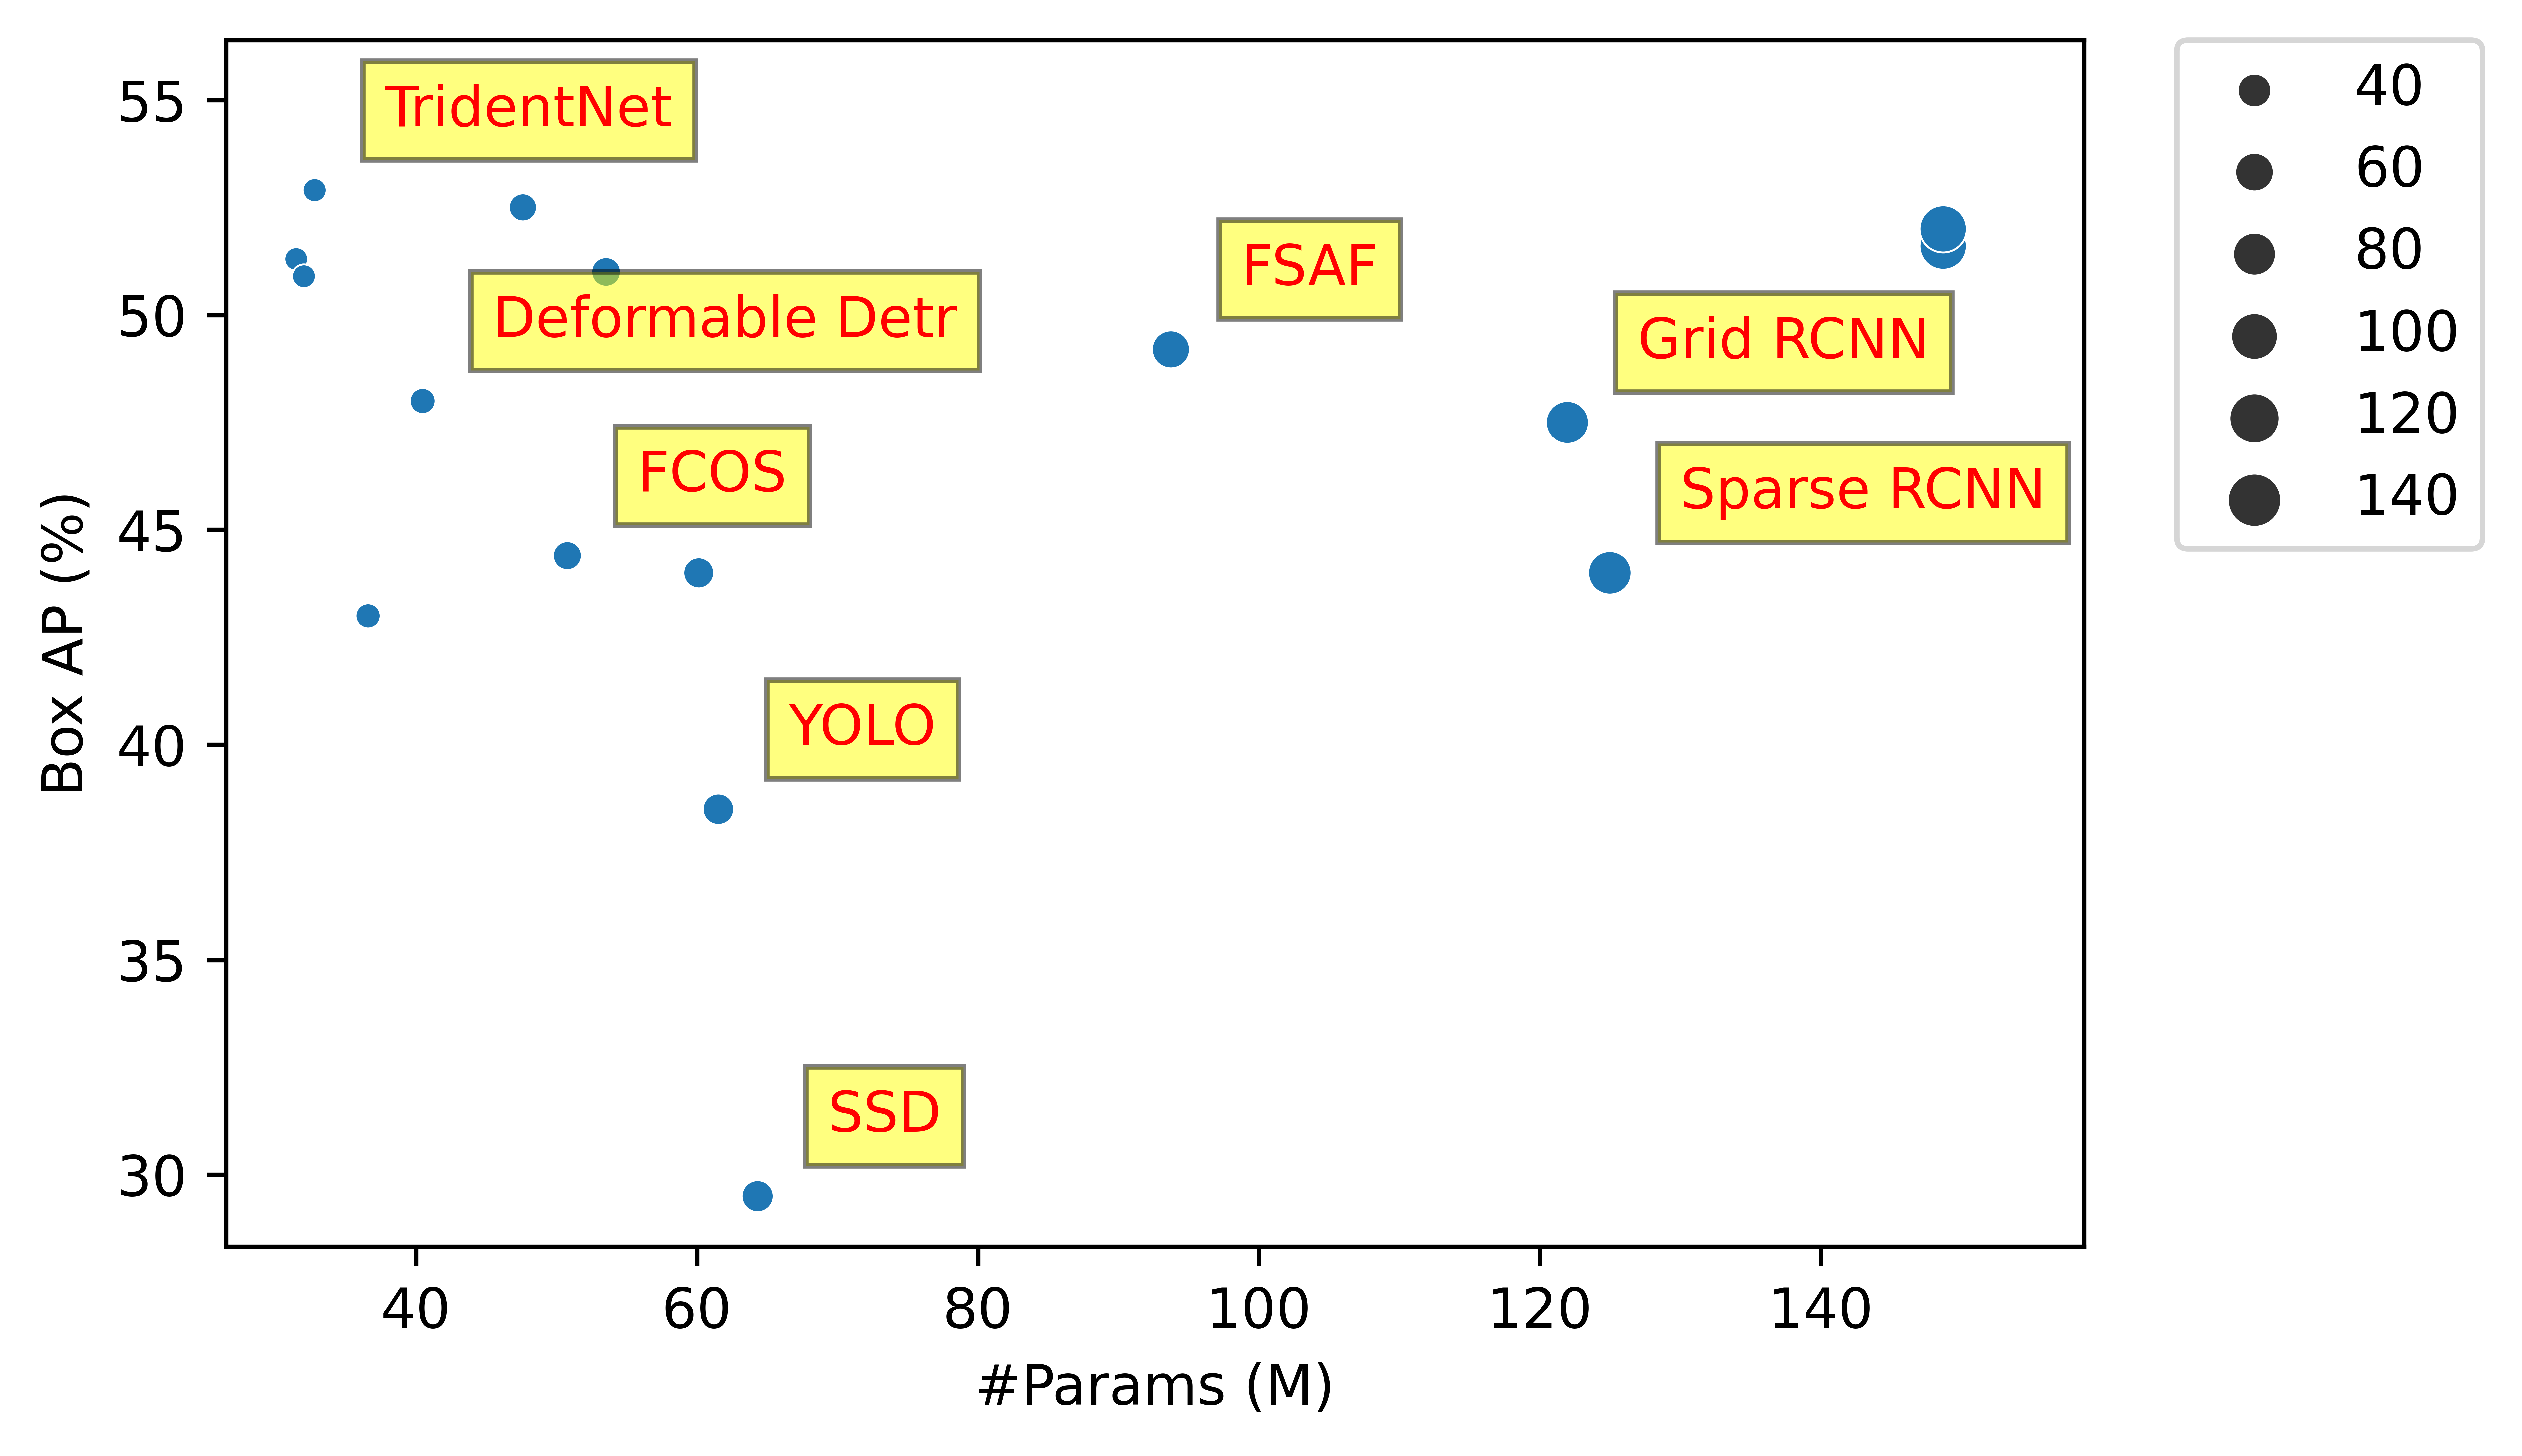 55
50
45
40
35
30
Box AP (%)
TridentNet
Deformable Detr
FSAF
Grid RCNN
FCOS
Sparse RCNN
YOLO
SSD
40 60 80 100 120 140
#Params (M)
40
60
80
100
120
140